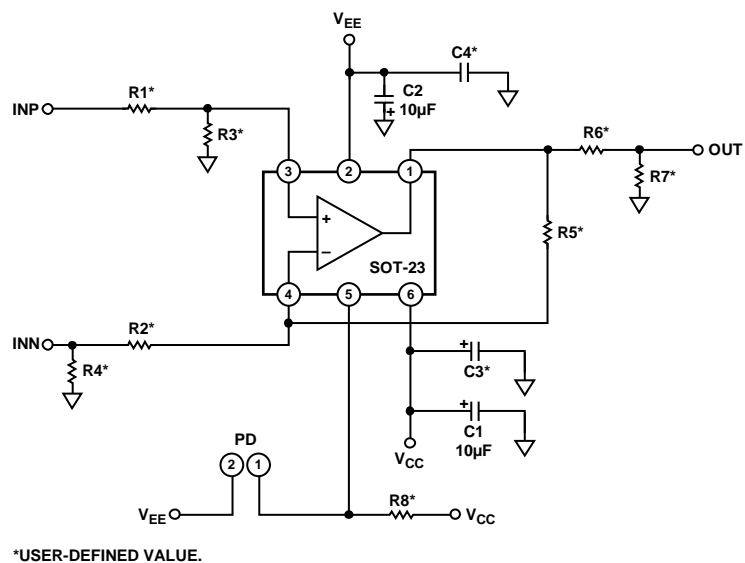 VEE
C4*
C2
10µF
+
R1*
INP
R3*
R6*
OUT
R7*
3
2
1
+
−
R5*
SOT-23
4
5
6
R2*
INN
R4*
+
C3*
+
C1
10µF
PD
VCC
2
1
VEE
R8*
VCC
*USER-DEFINED VALUE.